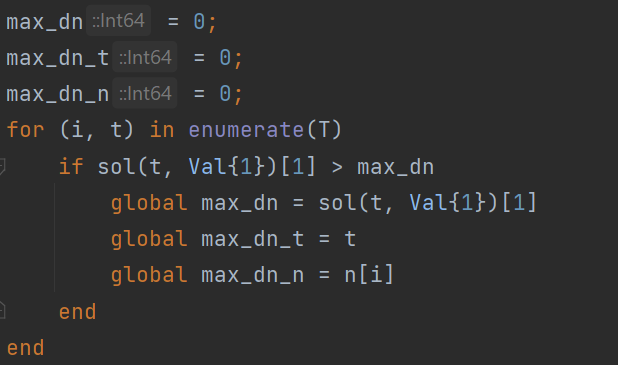 max_dn ::Int64 = 0;
max_dn_t ::Int64 = 0;
max_dn_n ::Int64 = 0;
for (i, t) in enumerate(T)
    if sol(t, Val{1})[1] > max_dn
        global max_dn = sol(t, Val{1})[1]
        global max_dn_t = t
        global max_dn_n = n[i]
    end
end